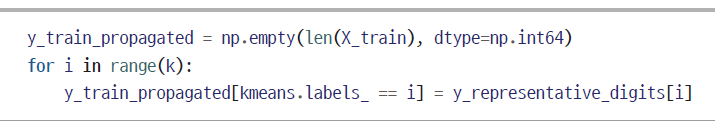 y_train_propagated = np.empty(len(X_train), dtype=np.int64)
for i in range(k):
    y_train_propagated[kmeans.labels_ == i] = y_representative_digits[i]